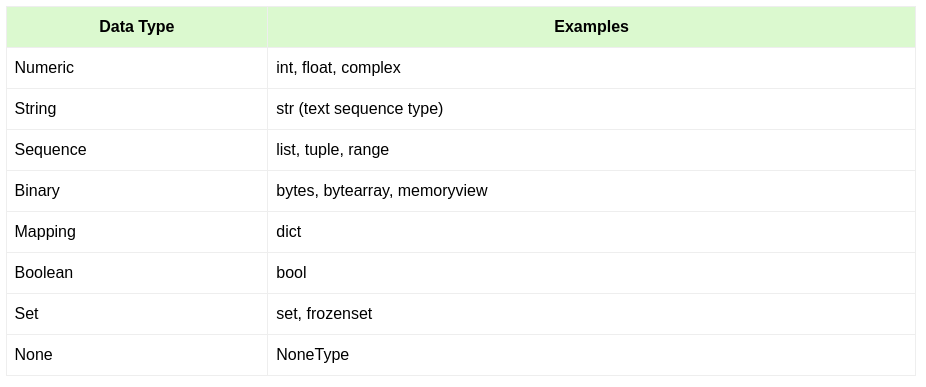 Data Type Examples
Numeric int, float, complex
String str (text sequence type)
Sequence list, tuple, range
Binary bytes, bytearray, memoryview
Mapping dict
Boolean bool
Set set, frozenset
None NoneType